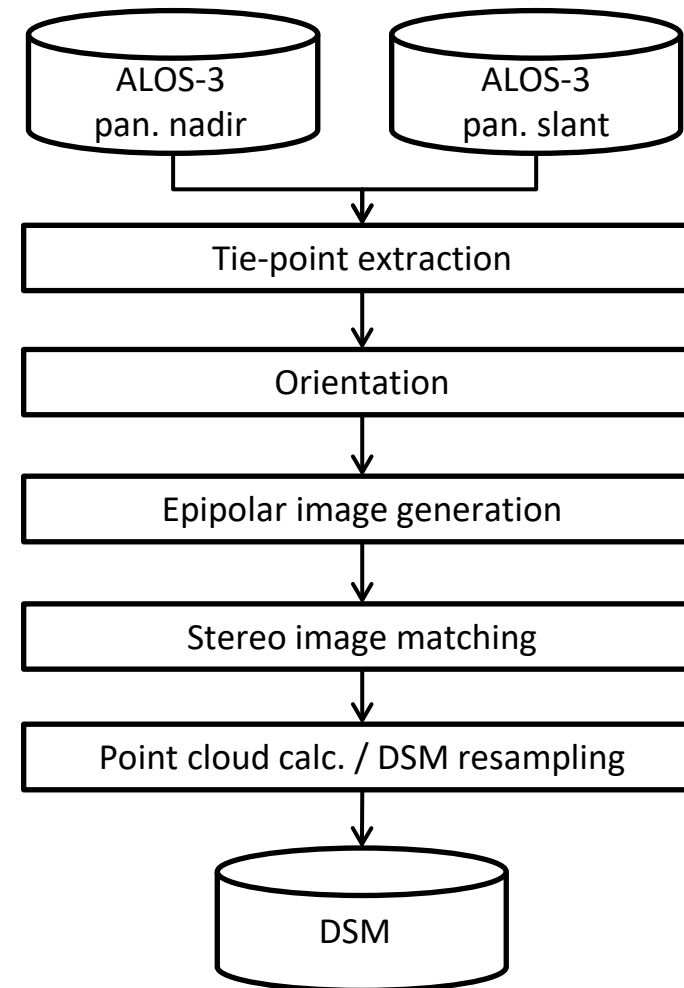 ALOS-3
pan. nadir
ALOS-3
pan. slant
Tie-point extraction
Orientation
Epipolar image generation
Stereo image matching
Point cloud calc. / DSM resampling
DSM